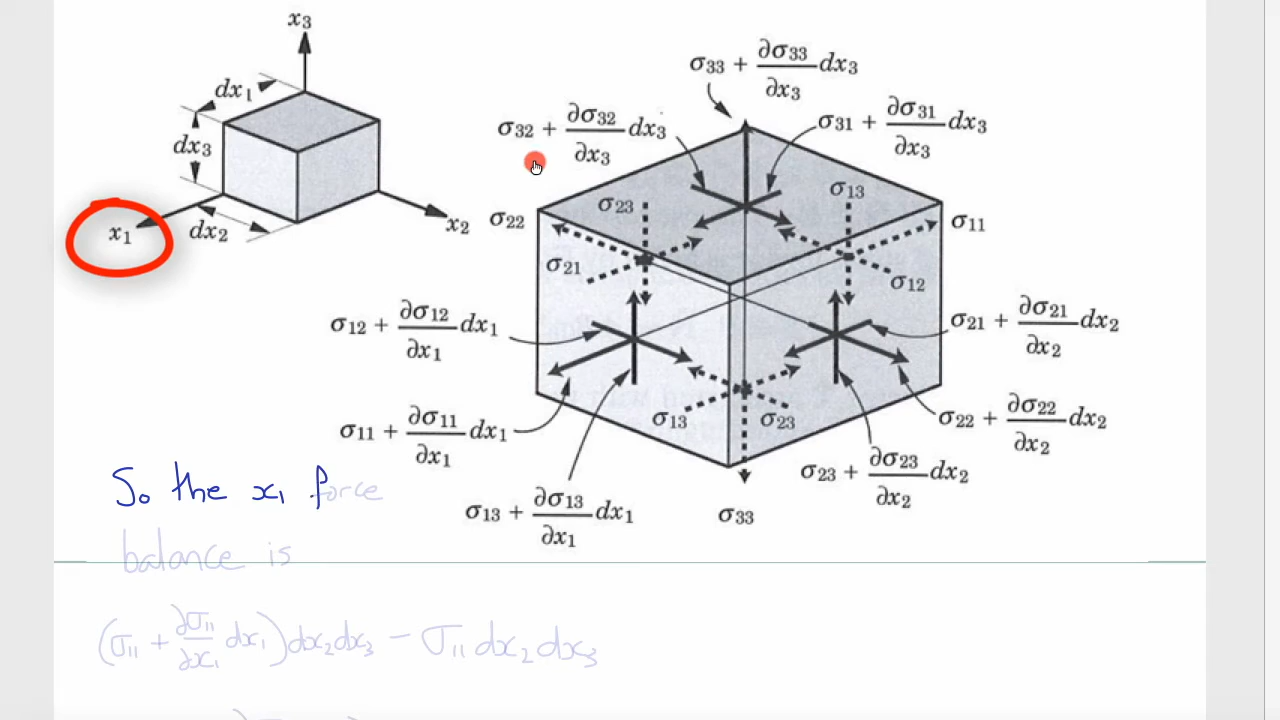 x₃
dx₁
dx₃
x₁
dx₂
x₂
σ₃₃ + ∂σ₃₃/∂x₃ dx₃
σ₃₂ + ∂σ₃₂/∂x₃ dx₃
σ₃₁ + ∂σ₃₁/∂x₃ dx₃
σ₁₃
σ₂₃
σ₂₂
σ₁₁
σ₂₁
σ₁₂
σ₁₂ + ∂σ₁₂/∂x₁ dx₁
σ₂₁ + ∂σ₂₁/∂x₂ dx₂
σ₁₁ + ∂σ₁₁/∂x₁ dx₁
σ₁₃
σ₂₃
σ₂₂ + ∂σ₂₂/∂x₂ dx₂
σ₂₃ + ∂σ₂₃/∂x₂ dx₂
σ₁₃ + ∂σ₁₃/∂x₁ dx₁
σ₃₃
So the x₁ force
balance is
(σ₁₁ + ∂σ₁₁/∂x₁ dx₁) dx₂dx₃ − σ₁₁ dx₂dx₃